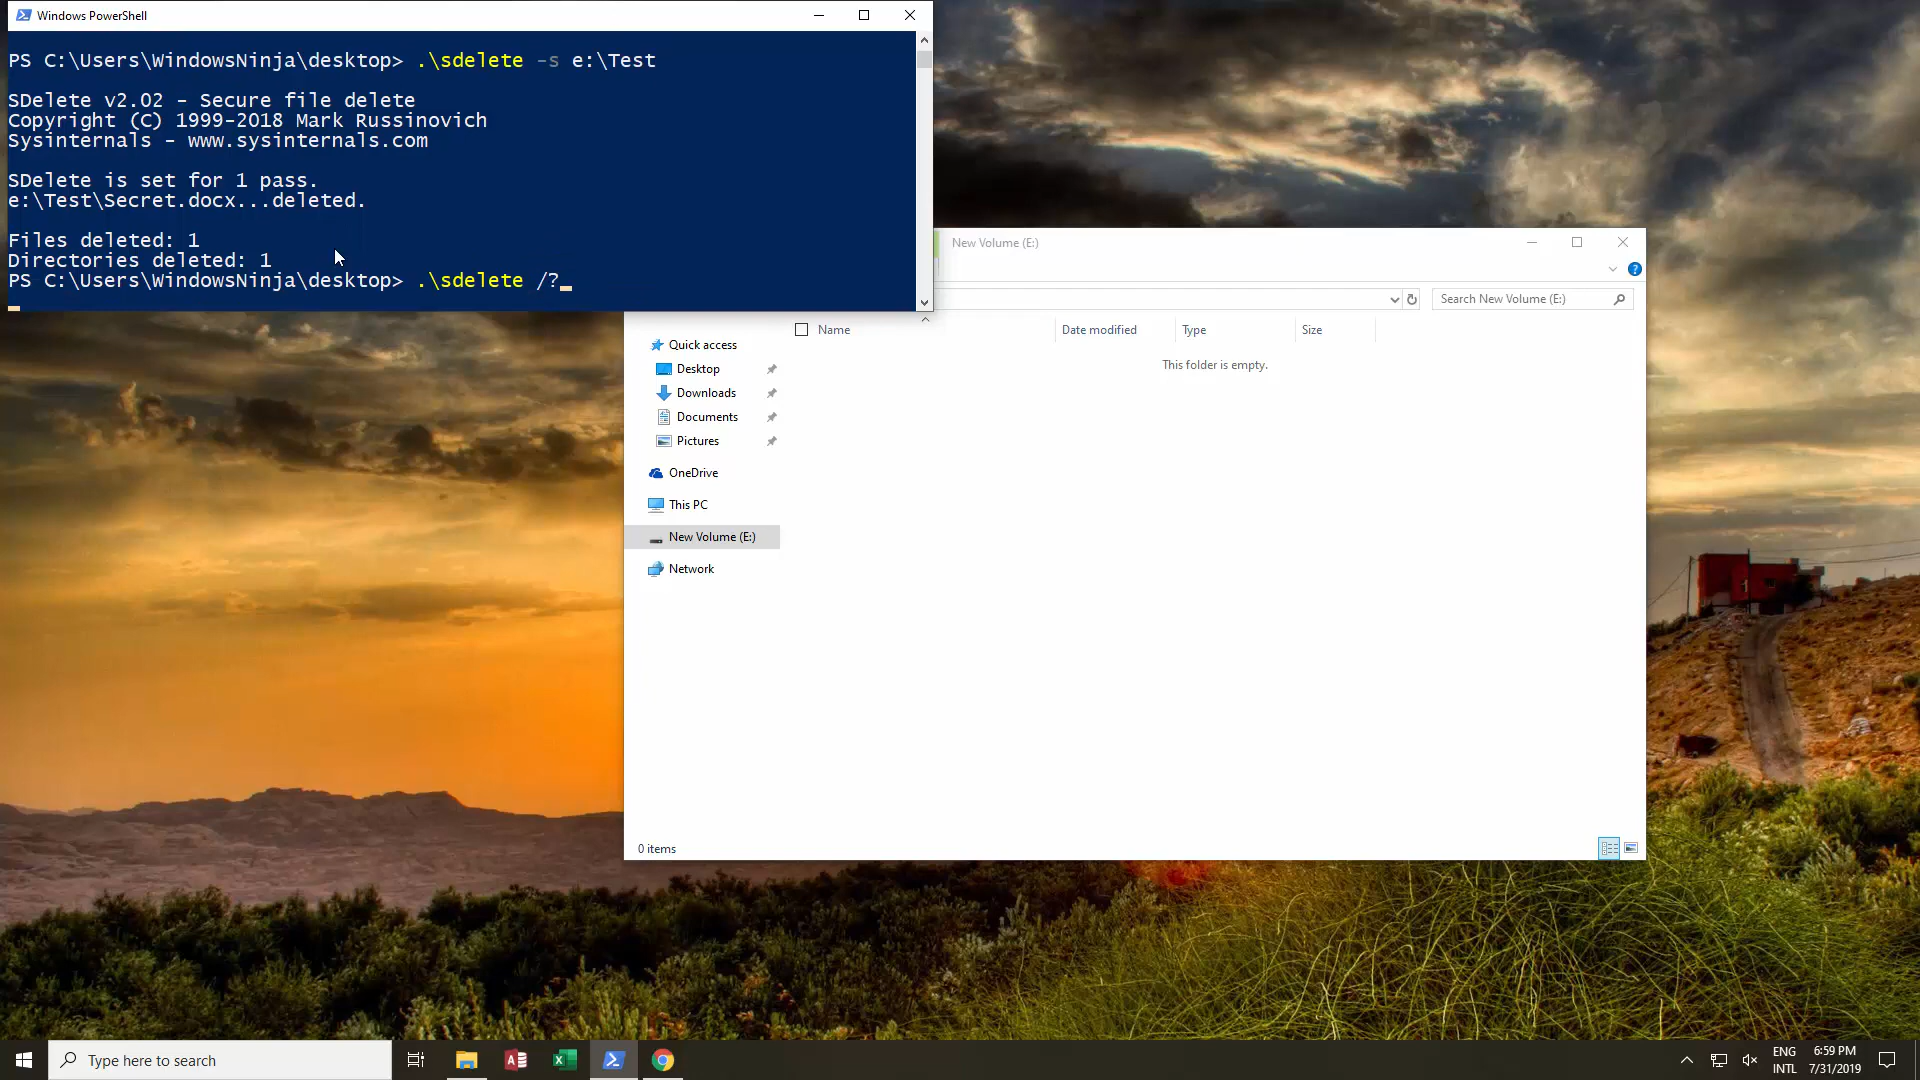 Windows PowerShell
PS C:\Users\WindowsNinja\desktop> .\sdelete -s e:\Test
SDelete v2.02 - Secure file delete
Copyright (C) 1999-2018 Mark Russinovich
Sysinternals - www.sysinternals.com
SDelete is set for 1 pass.
e:\Test\Secret.docx...deleted.
Files deleted: 1
Directories deleted: 1
PS C:\Users\WindowsNinja\desktop> .\sdelete /?
New Volume (E:)
Search New Volume (E:)
Name Date modified Type Size
This folder is empty.
Quick access
Desktop
Downloads
Documents
Pictures
OneDrive
This PC
New Volume (E:)
Network
0 items
Type here to search
ENG
INTL
6:59 PM
7/31/2019